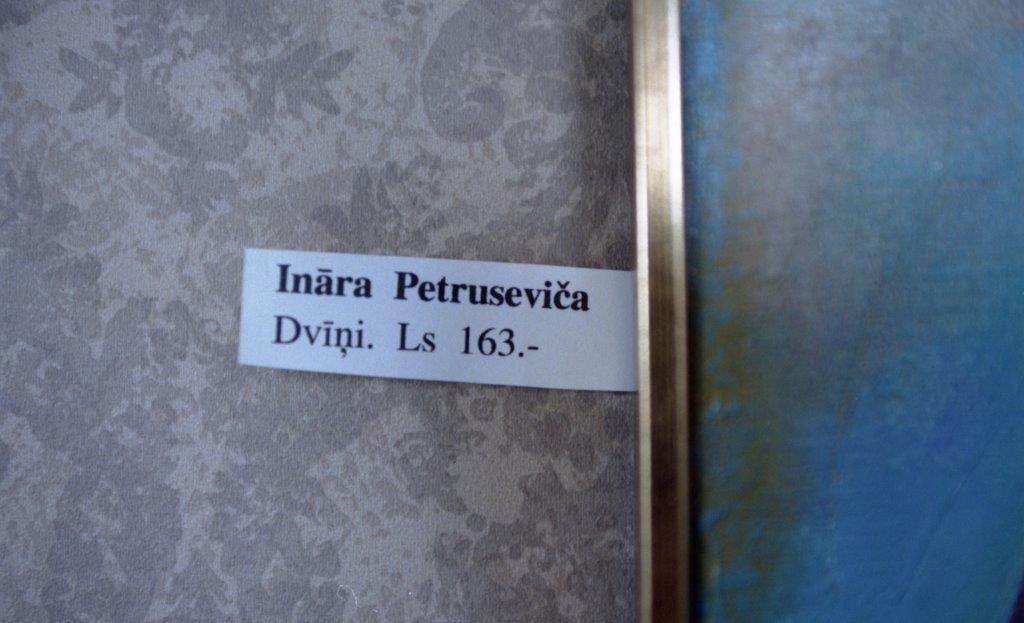 Ināra Petruseviča
Dvīņi. Ls 163.-